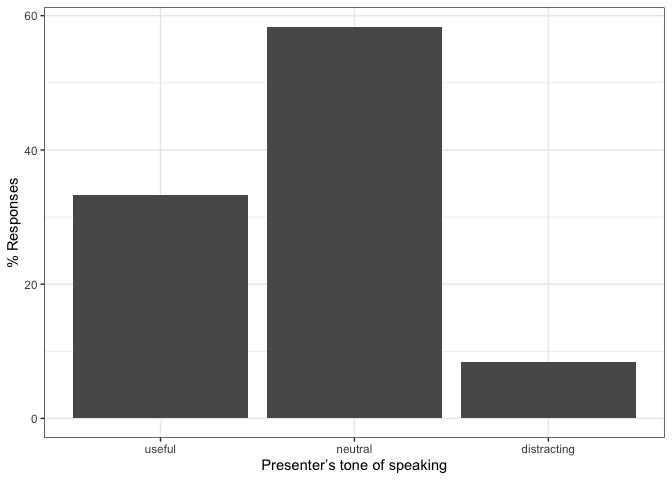 60
40
20
0
% Responses
useful neutral distracting
Presenter’s tone of speaking